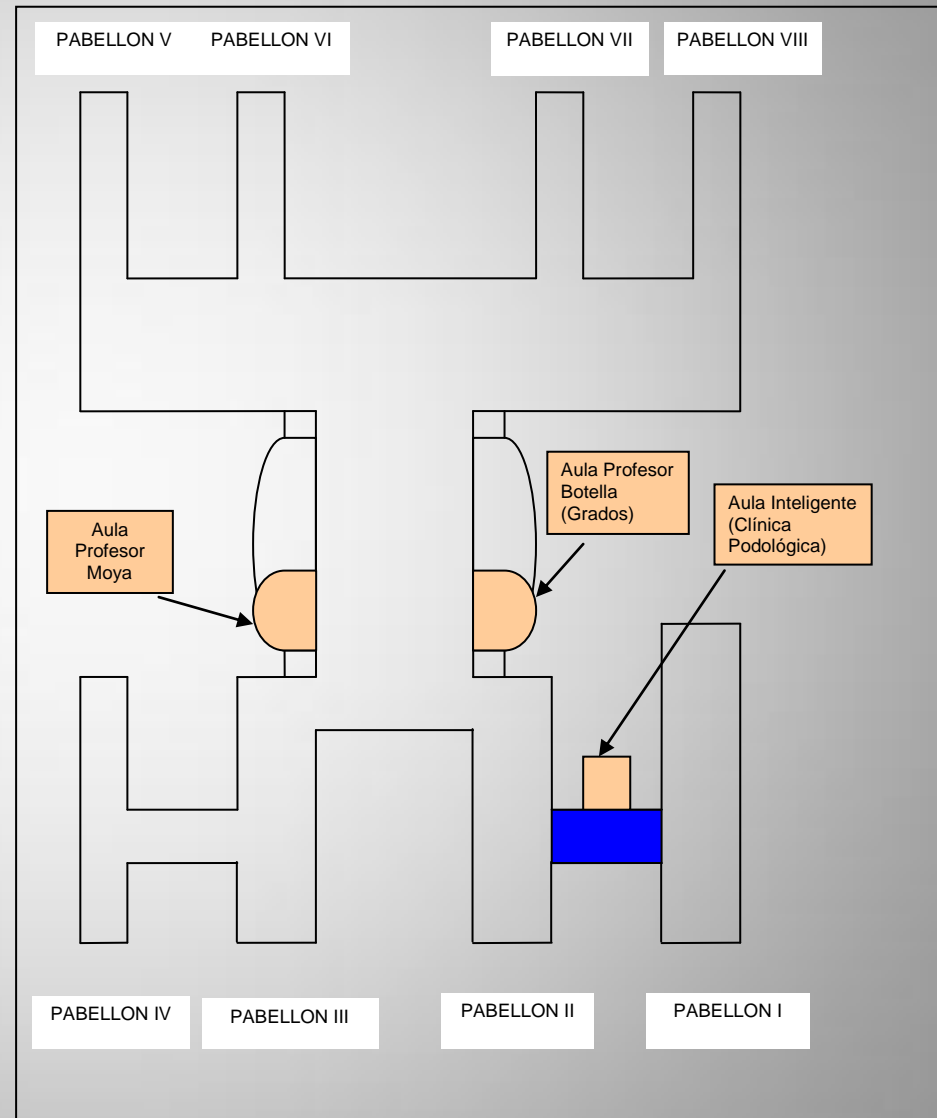 PABELLON V
PABELLON VI
PABELLON VII
PABELLON VIII
Aula Profesor
Botella
(Grados)
Aula Inteligente
(Clínica
Podológica)
Aula
Profesor
Moya
PABELLON IV
PABELLON III
PABELLON II
PABELLON I